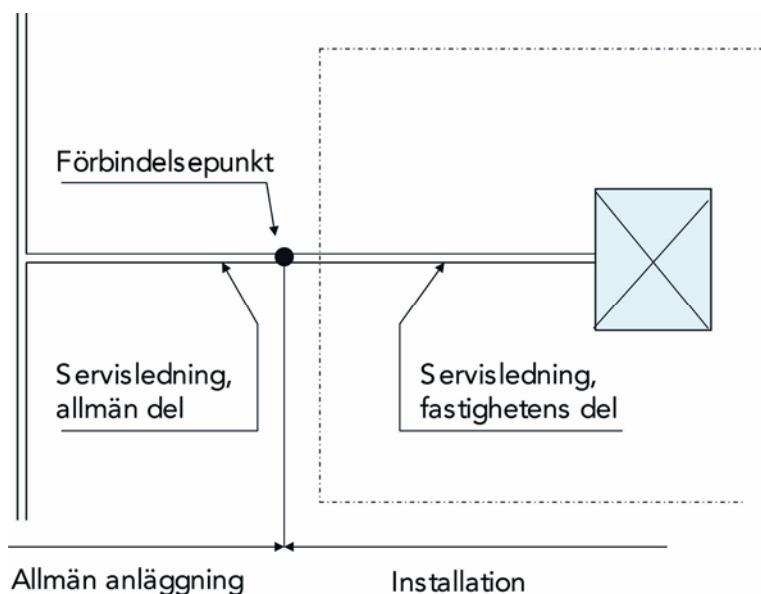 Förbindelsepunkt
Servisledning,
allmän del
Servisledning,
fastighetens del
Allmän anläggning
Installation